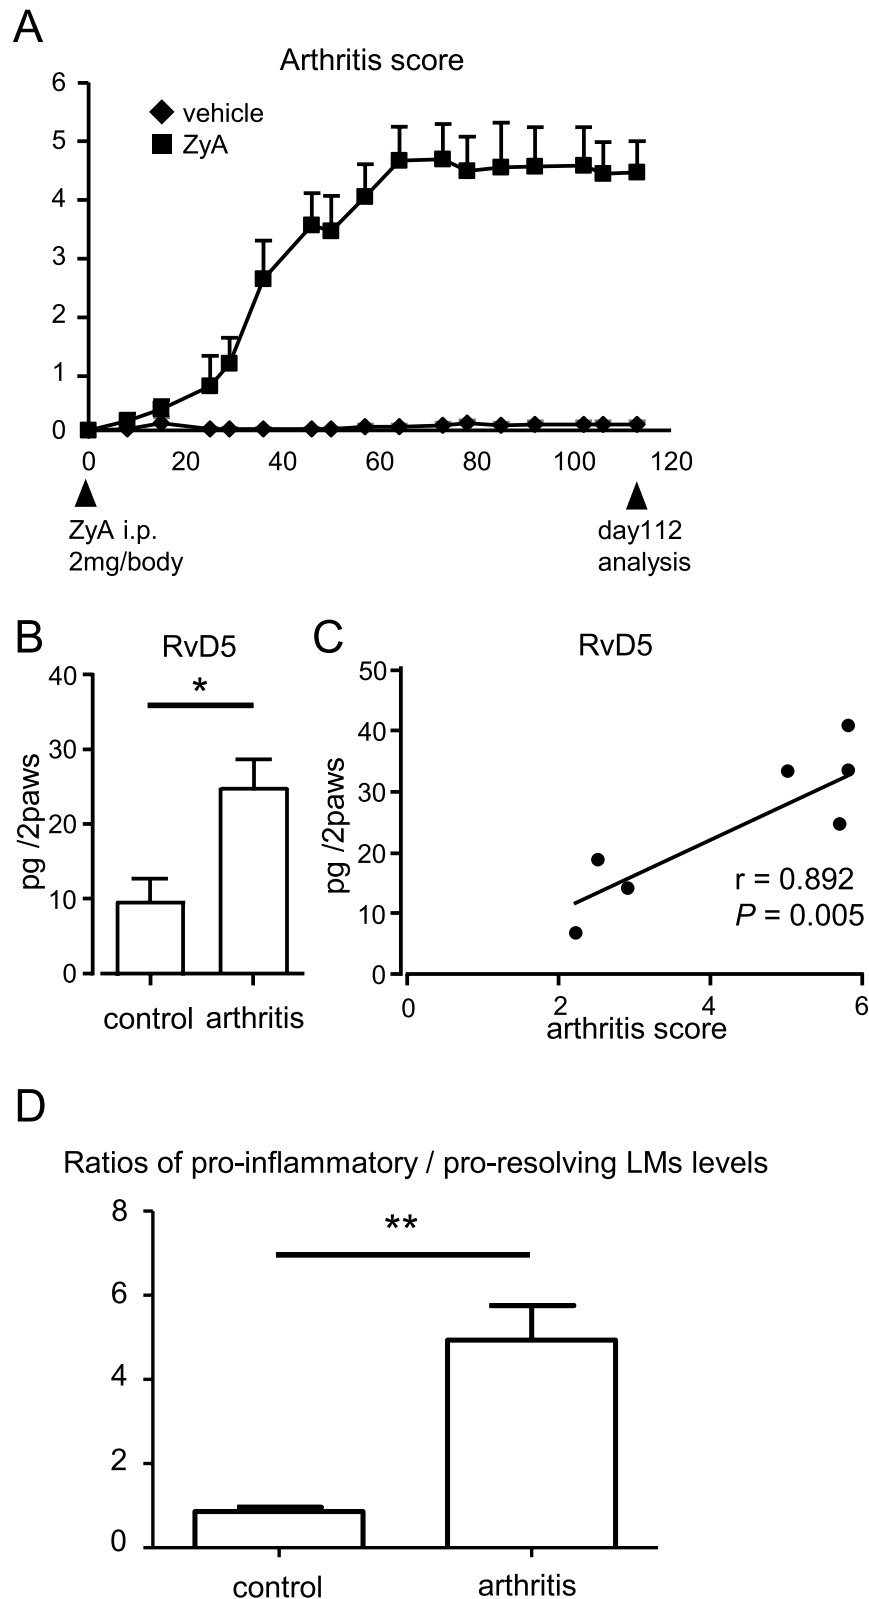 A
Arthritis score
6
5
4
3
2
1
0
vehicle
ZyA
0 20 40 60 80 100 120
ZyA i.p.
2mg/body
day112
analysis
B
RvD5
40
30
20
10
0
pg /2paws
*
control arthritis
C
RvD5
50
40
30
20
10
0
pg /2paws
r = 0.892
P = 0.005
0 2 4 6
arthritis score
D
Ratios of pro-inflammatory / pro-resolving LMs levels
8
6
4
2
0
**
control arthritis